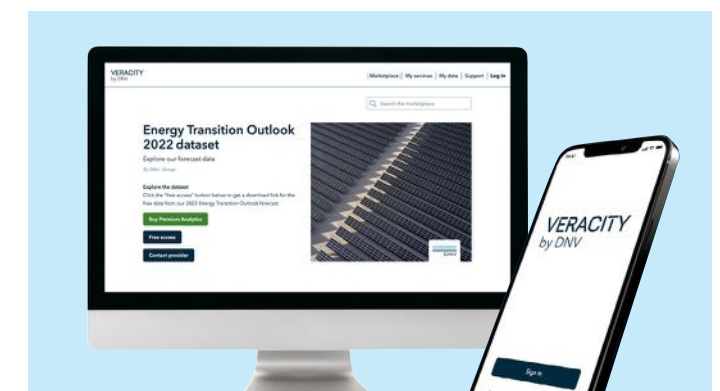 VERACITY
by DNV
Marketplace | My services | My data | Support | Log in
Search the marketplace
Energy Transition Outlook
2022 dataset
Explore our forecast data
By DNV - Group
Explore the dataset
Click the "free access" button below to get a download link for the
free data from our 2022 Energy Transition Outlook forecast.
Buy Premium Analytics
Free access
Contact provider
DNV
VERACITY
by DNV
Sign in